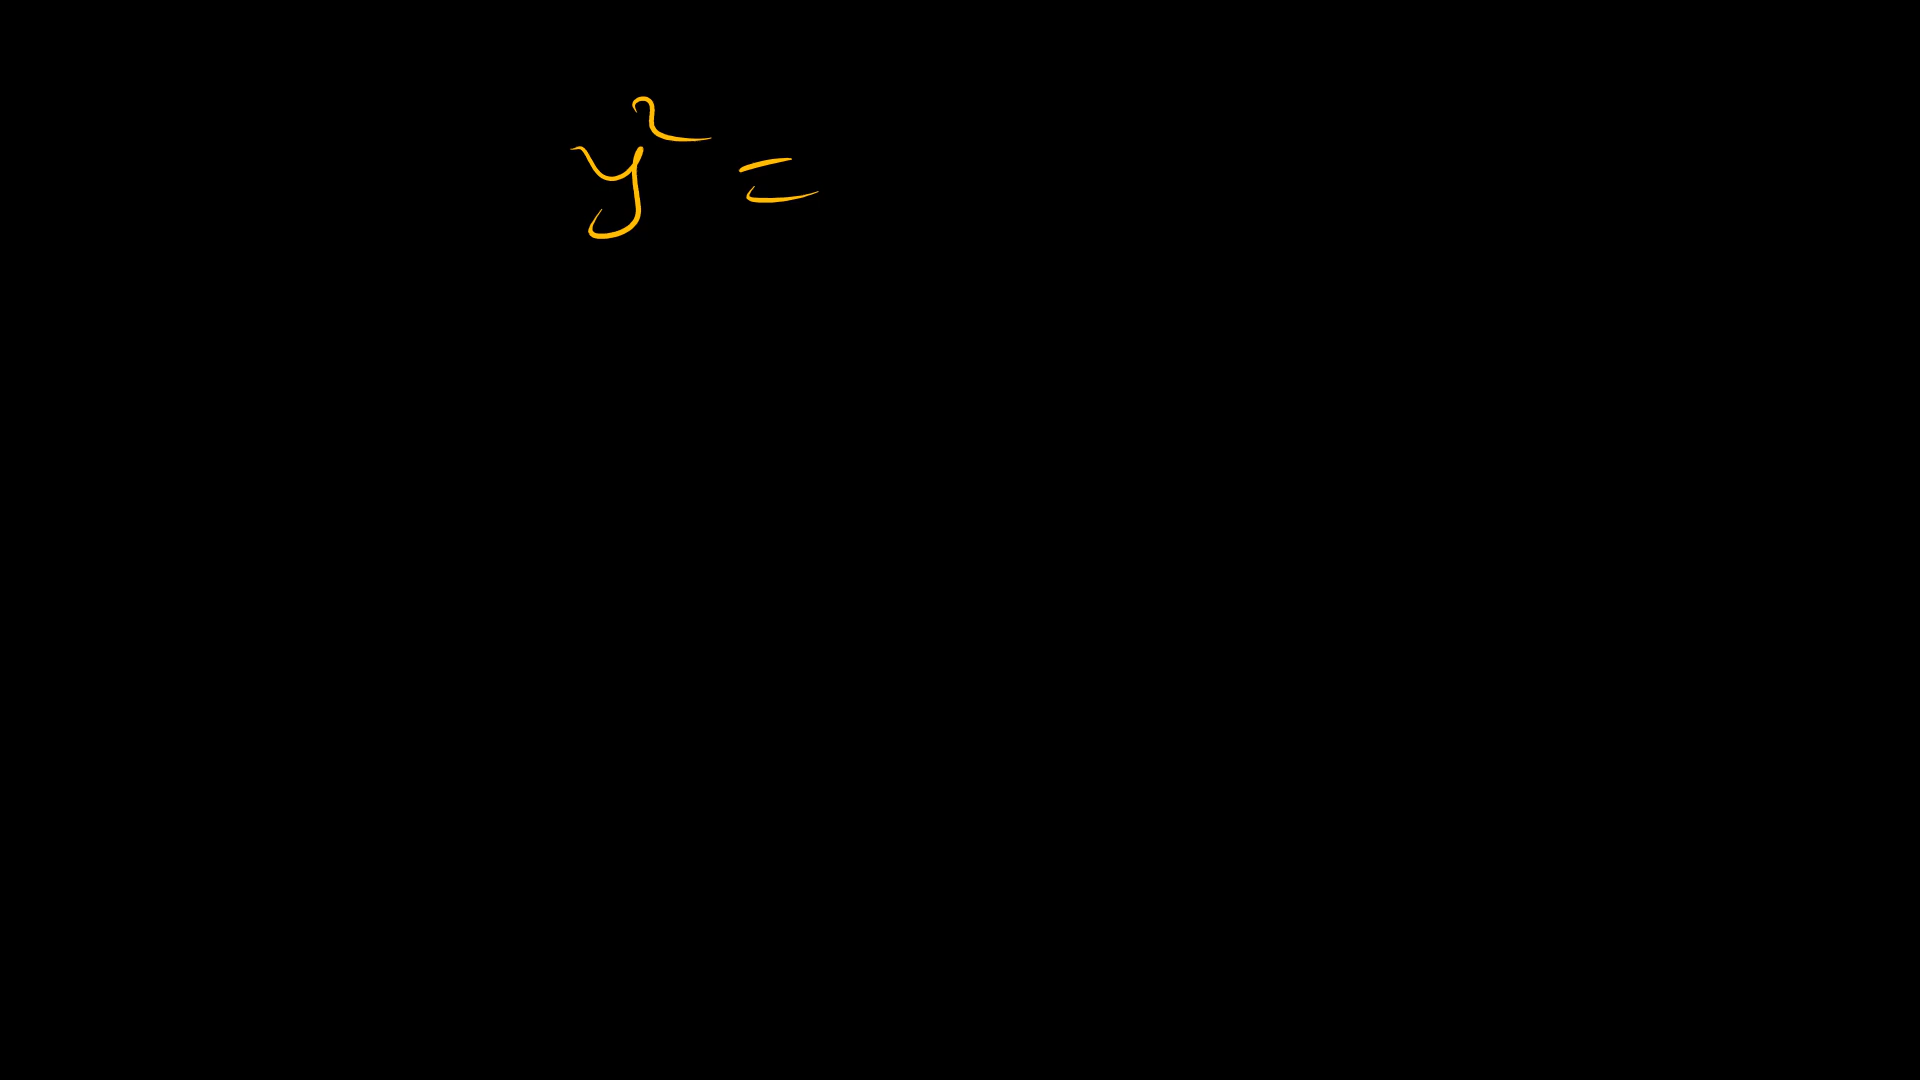 y² =